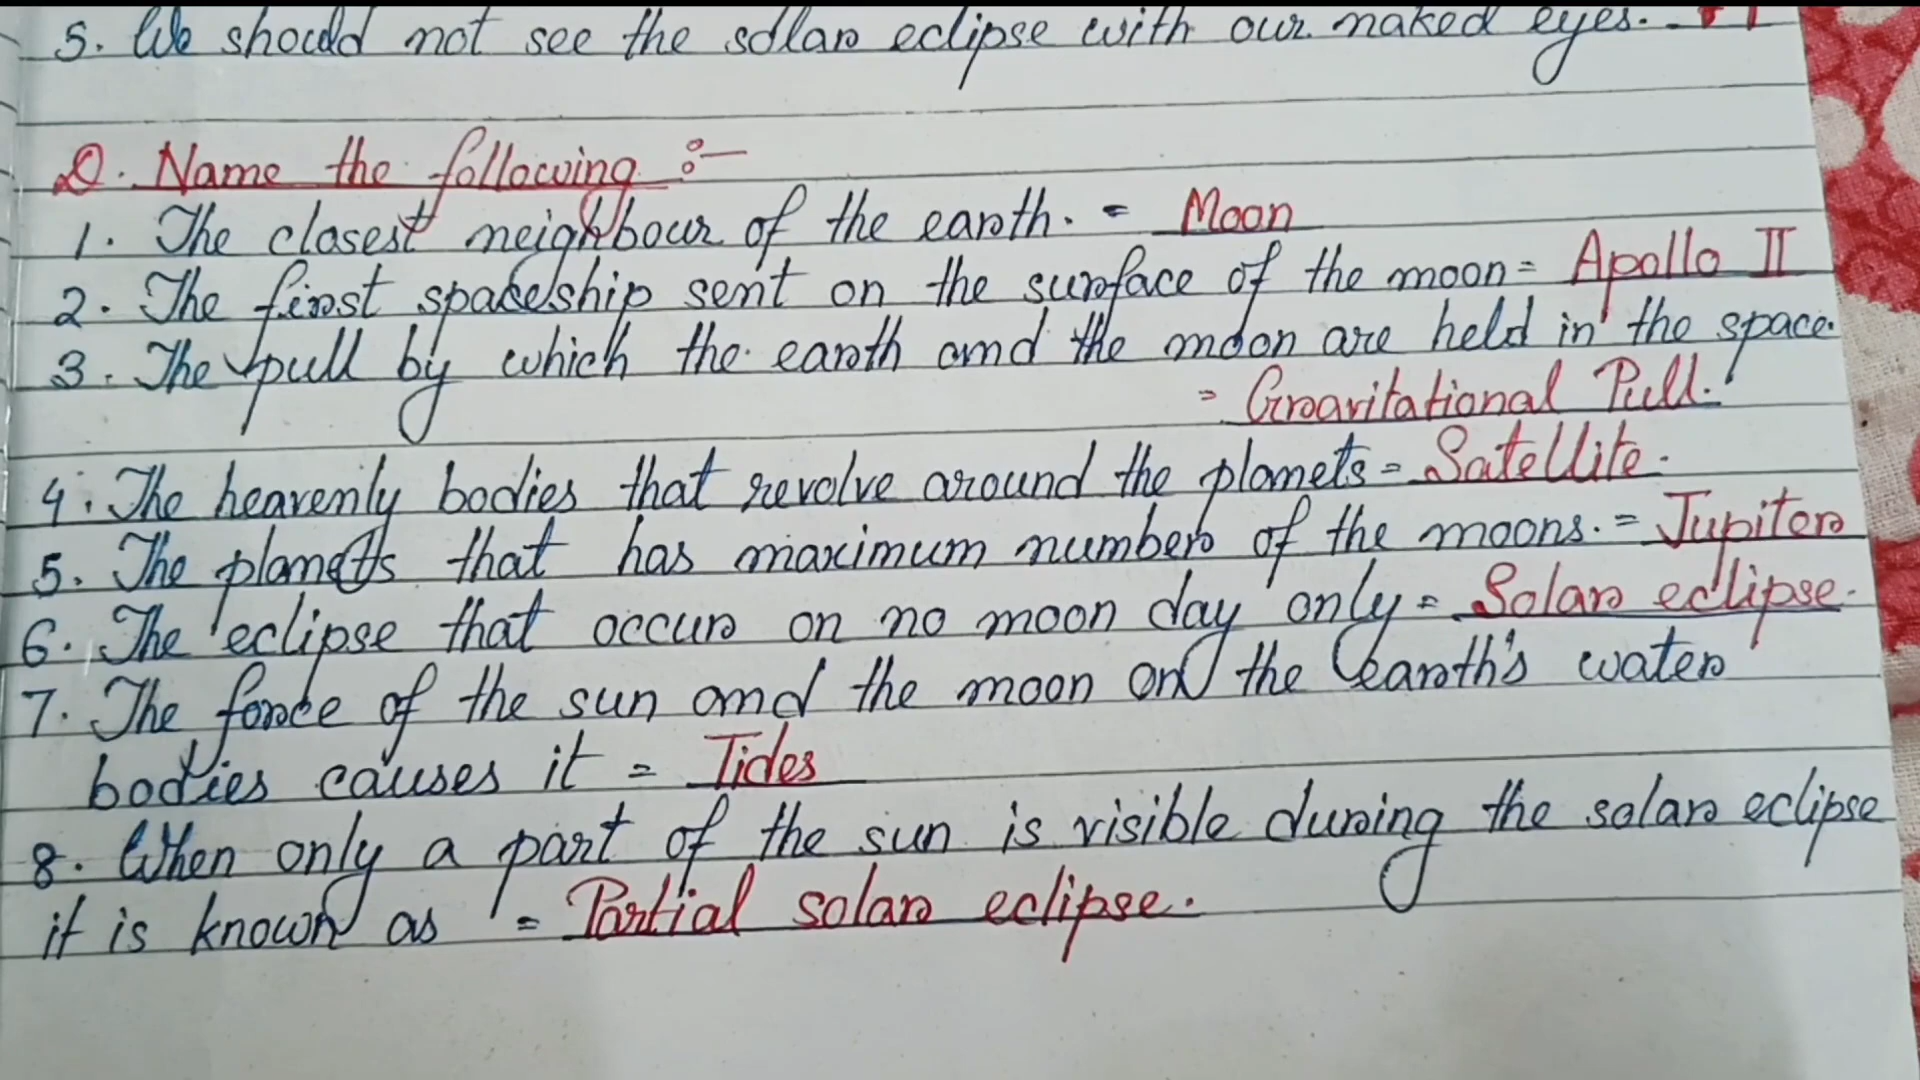 5. We should not see the solar eclipse with our naked eyes.
D. Name the following :-
1. The closest neighbour of the earth. = Moon
2. The first spaceship sent on the surface of the moon = Apollo II
3. The pull by which the earth and the moon are held in the space.
= Gravitational Pull.
4. The heavenly bodies that revolve around the planets = Satellite.
5. The planets that has maximum number of the moons. = Jupiter
6. The eclipse that occur on no moon day only = Solar eclipse.
7. The force of the sun and the moon on the earth's water
bodies causes it = Tides
8. When only a part of the sun is visible during the solar eclipse
it is known as = Partial solar eclipse.